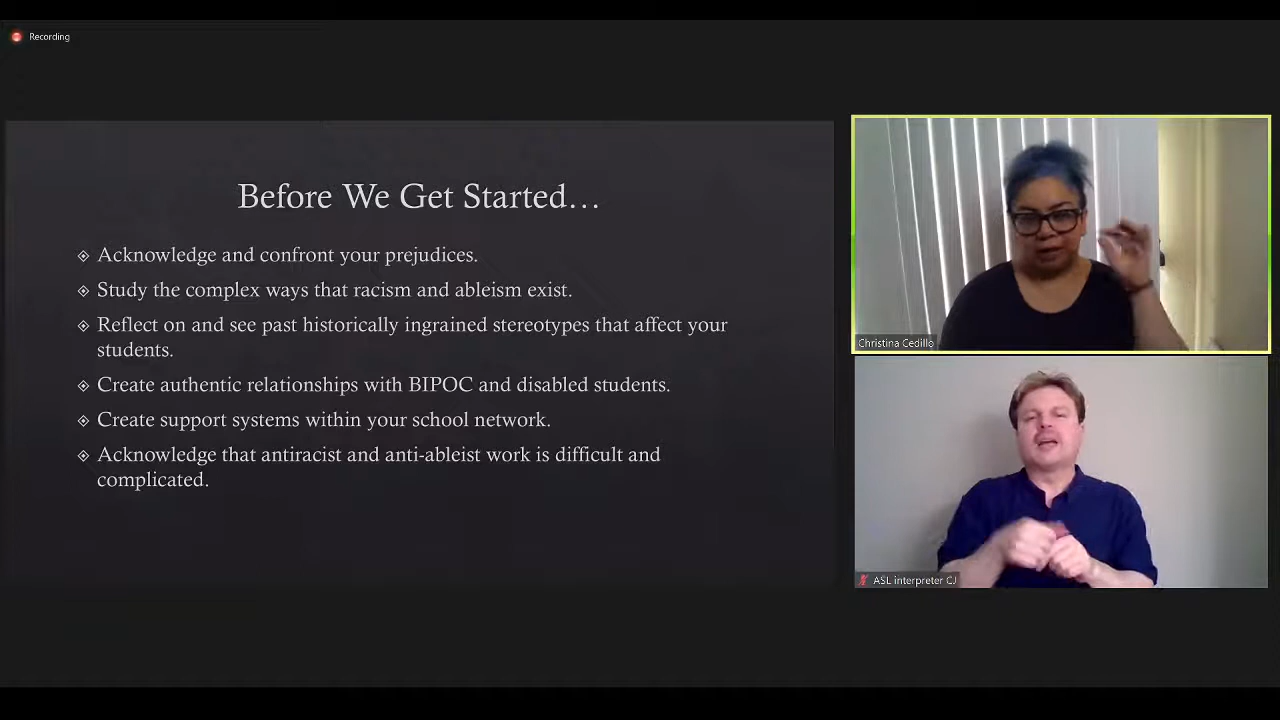 Recording
Before We Get Started…
Acknowledge and confront your prejudices.
Study the complex ways that racism and ableism exist.
Reflect on and see past historically ingrained stereotypes that affect your
students.
Create authentic relationships with BIPOC and disabled students.
Create support systems within your school network.
Acknowledge that antiracist and anti-ableist work is difficult and
complicated.
Christina Cedillo
ASL interpreter CJ